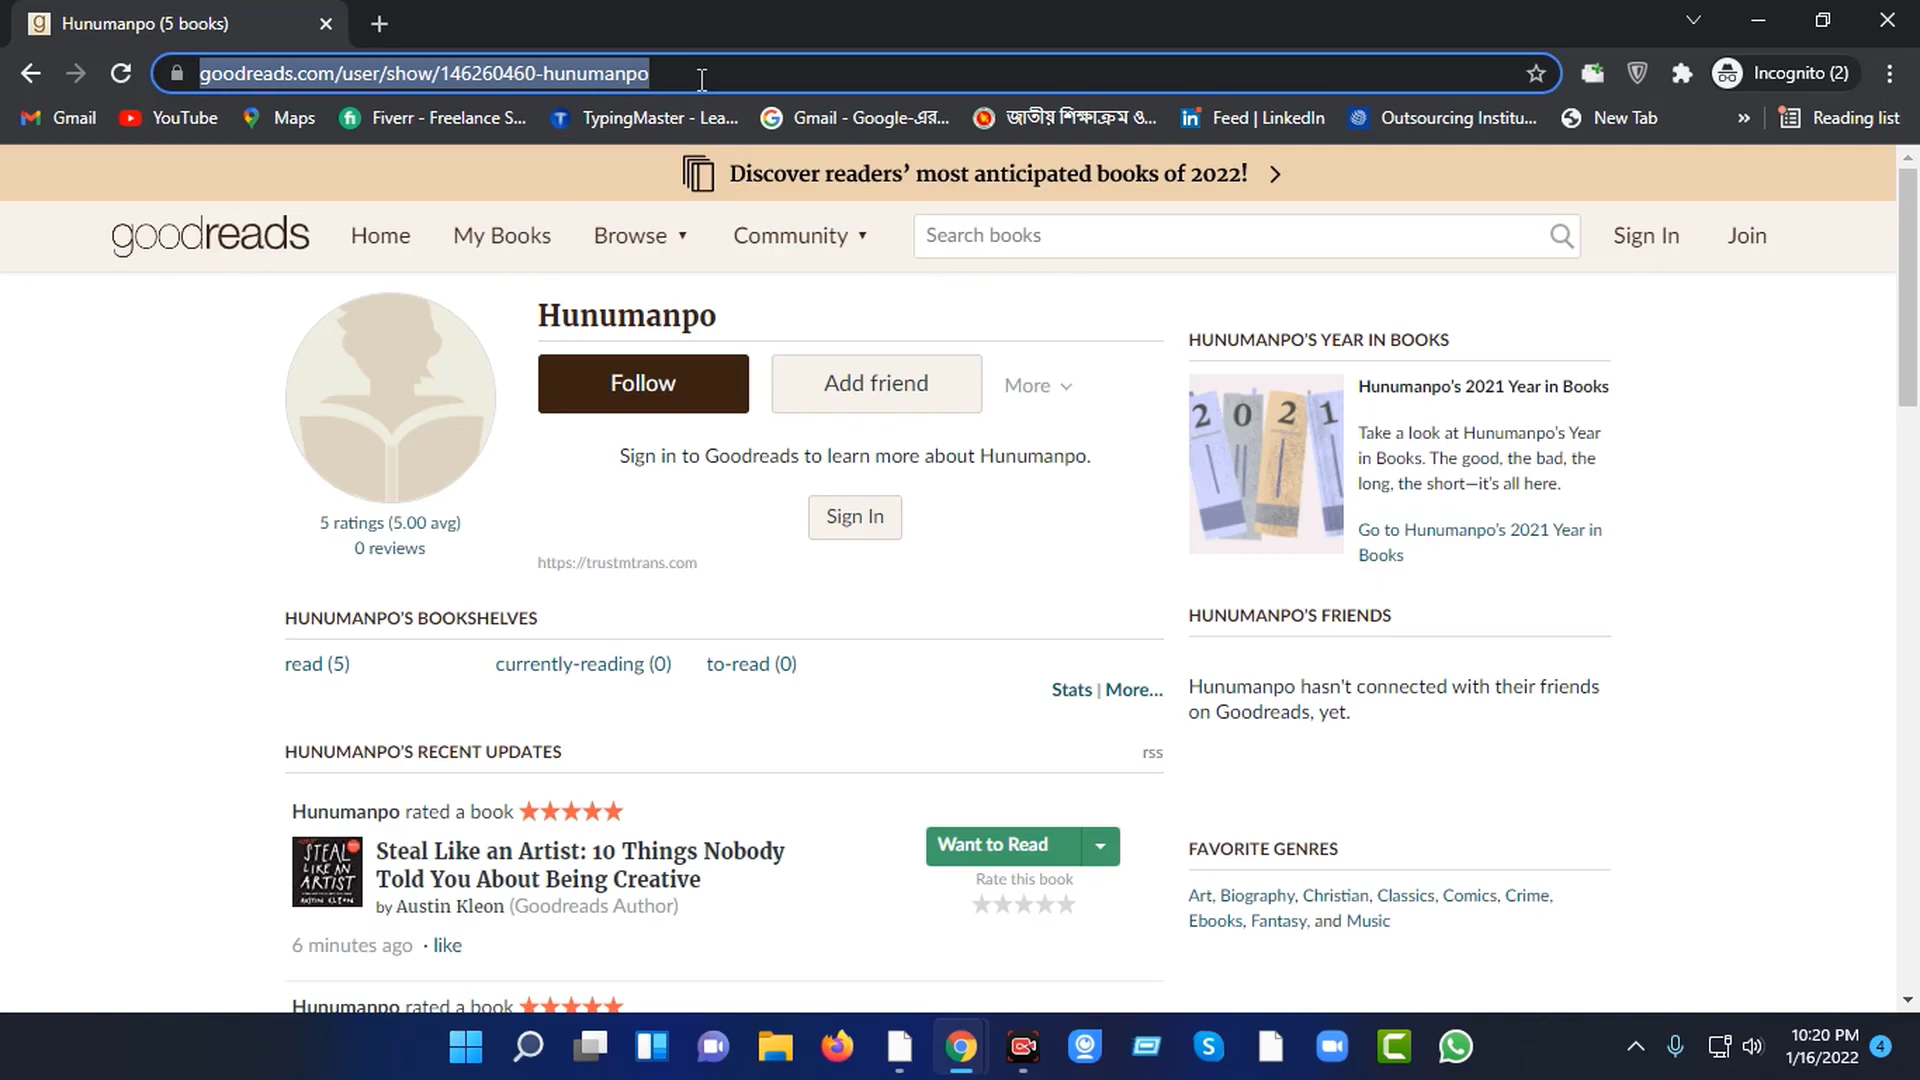 Hunumanpo (5 books)
goodreads.com/user/show/146260460-hunumanpo
Incognito (2)
Gmail
YouTube
Maps
Fiverr - Freelance S...
TypingMaster - Lea...
Gmail - Google-এর...
জাতীয় শিক্ষাক্রম ও...
Feed | LinkedIn
Outsourcing Institu...
New Tab
»
Reading list
Discover readers’ most anticipated books of 2022!
goodreads
Home
My Books
Browse
Community
Search books
Sign In
Join
Hunumanpo
Follow
Add friend
More
Sign in to Goodreads to learn more about Hunumanpo.
Sign In
5 ratings (5.00 avg)
0 reviews
https://trustmtrans.com
HUNUMANPO’S BOOKSHELVES
read (5)
currently-reading (0)
to-read (0)
Stats | More...
HUNUMANPO’S RECENT UPDATES
rss
Hunumanpo rated a book
STEAL
LIKE AN
ARTIST
AUSTIN KLEON
Steal Like an Artist: 10 Things Nobody
Told You About Being Creative
by Austin Kleon (Goodreads Author)
6 minutes ago · like
Want to Read
Rate this book
Hunumanpo rated a book
HUNUMANPO’S YEAR IN BOOKS
2021
Hunumanpo’s 2021 Year in Books
Take a look at Hunumanpo’s Year
in Books. The good, the bad, the
long, the short—it’s all here.
Go to Hunumanpo’s 2021 Year in
Books
HUNUMANPO’S FRIENDS
Hunumanpo hasn't connected with their friends
on Goodreads, yet.
FAVORITE GENRES
Art, Biography, Christian, Classics, Comics, Crime,
Ebooks, Fantasy, and Music
10:20 PM
1/16/2022
4